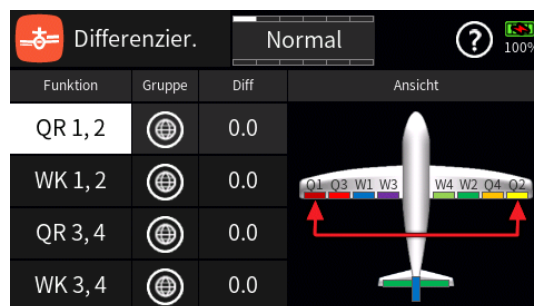 Differenzier.
Normal
100%
Funktion Gruppe Diff Ansicht
QR 1, 2 0.0
WK 1, 2 0.0
QR 3, 4 0.0
WK 3, 4 0.0
Q1 Q3 W1 W3 W4 W2 Q4 Q2